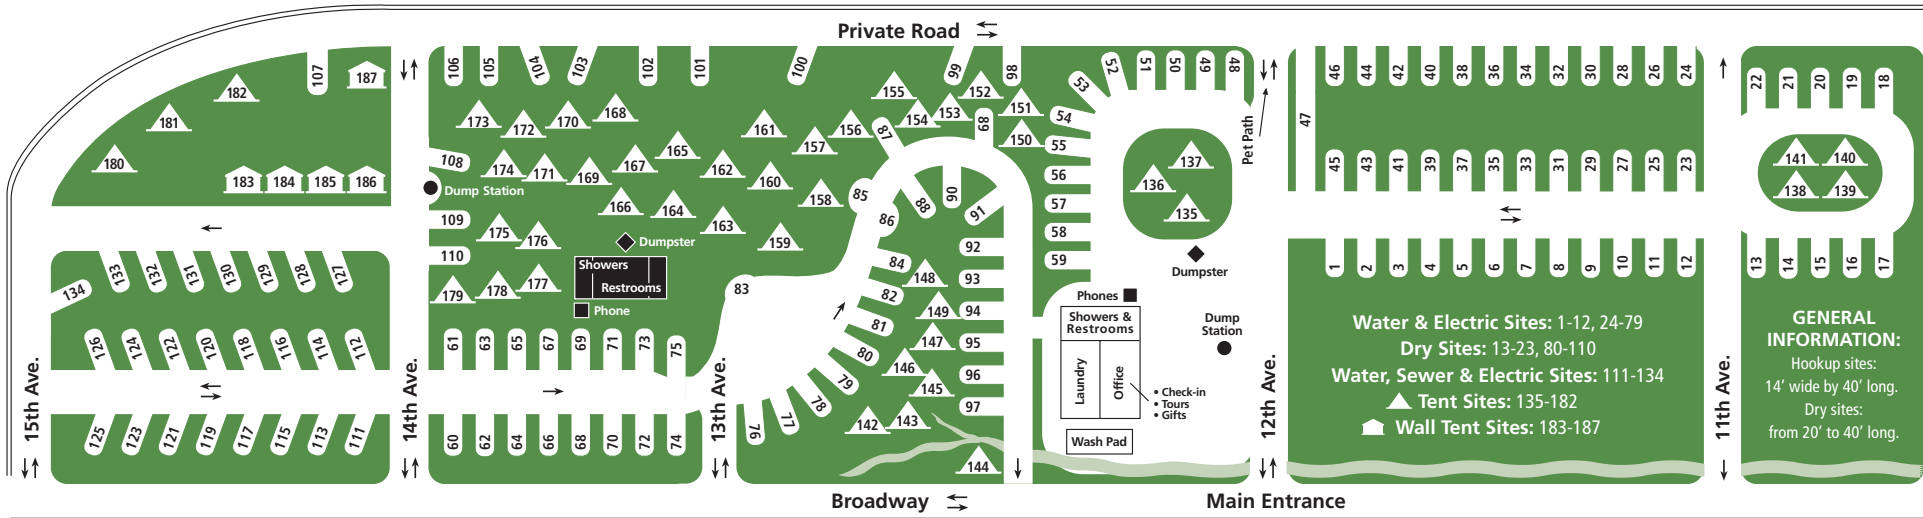 Private Road
107
187
182
181
180
183 184 185 186
106 105 104 103 102 101 100 99 98
173 172 170 168
174 171 169 167 165
166 164 162 163
161 160 159 158 157 156
155 154 153 152 151 150
108
Dump Station
109
110
175 176
179 178 177
Dumpster
Showers
Restrooms
Phone
87 89
85 86 88 90 91
83
84 82 81 80 79 78 77 76
92 93 94 95 96 97
148 149 147 146 145 143 142 144
52 51 50 49 48
53 54 55 56 57 58 59
137
136
135
Dumpster
Phones
Showers &
Restrooms
Laundry
Office
• Check-in
• Tours
• Gifts
Wash Pad
Dump
Station
Pet Path
47
46 44 42 40 38 36 34 32 30 28 26 24
45 43 41 39 37 35 33 31 29 27 25 23
1 2 3 4 5 6 7 8 9 10 11 12
22 21 20 19 18
141 140
138 139
13 14 15 16 17
134 133 132 131 130 129 128 127
126 124 122 120 118 116 114 112
125 123 121 119 117 115 113 111
61 63 65 67 69 71 73 75
60 62 64 66 68 70 72 74
15th Ave.
14th Ave.
13th Ave.
12th Ave.
11th Ave.
Water & Electric Sites: 1-12, 24-79
Dry Sites: 13-23, 80-110
Water, Sewer & Electric Sites: 111-134
Tent Sites: 135-182
Wall Tent Sites: 183-187
GENERAL
INFORMATION:
Hookup sites:
14’ wide by 40’ long.
Dry sites:
from 20’ to 40’ long.
Broadway
Main Entrance